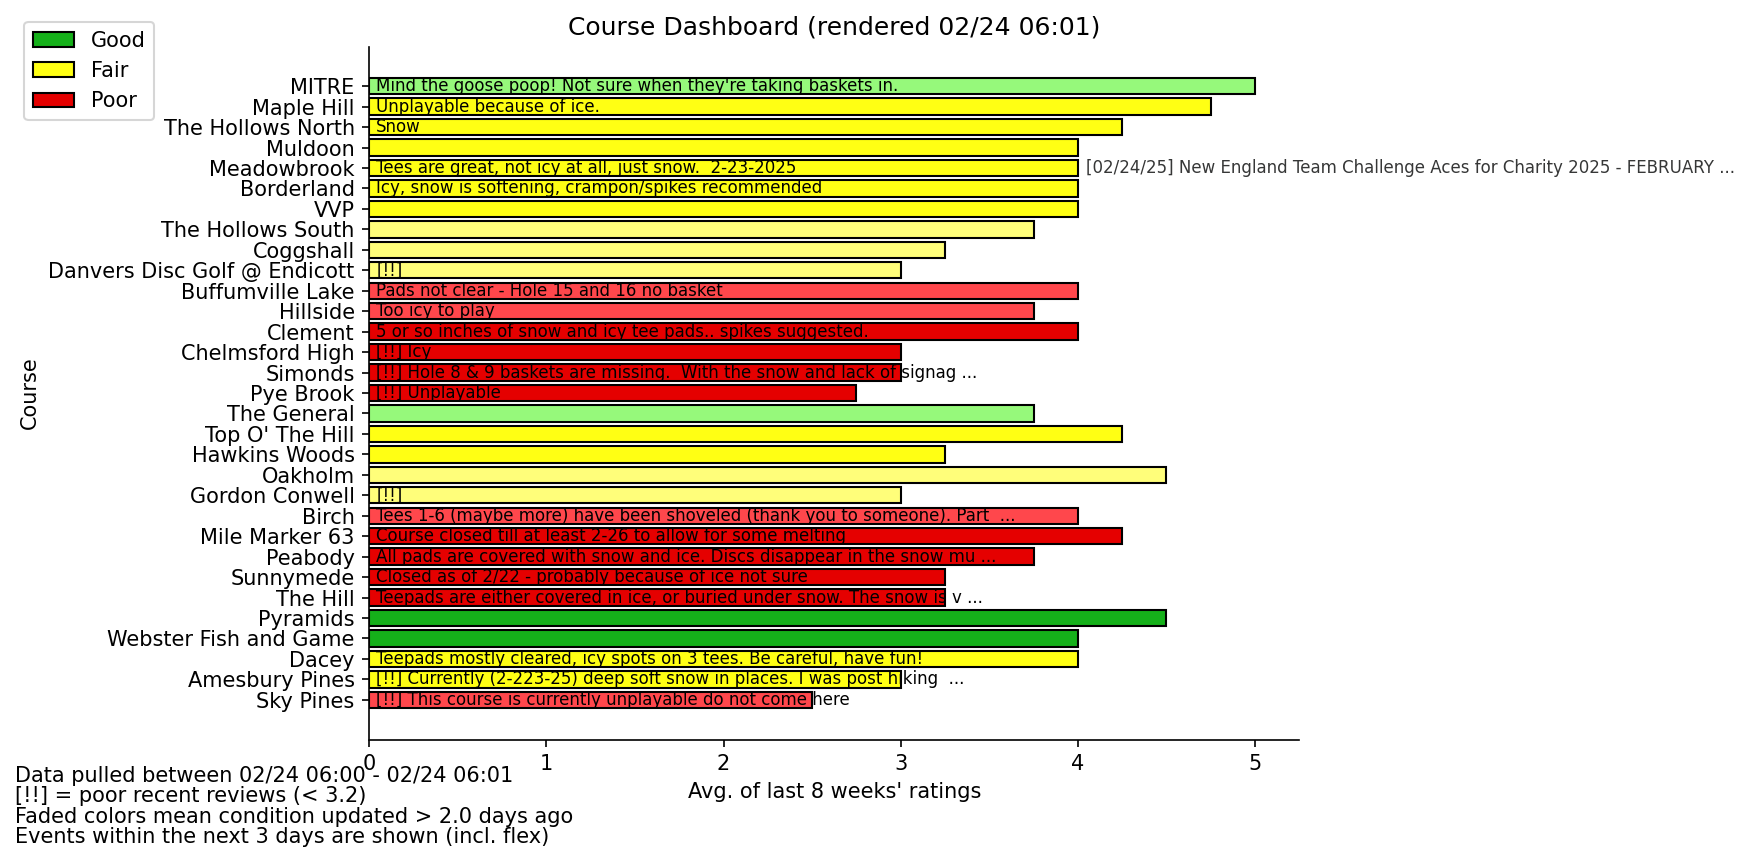 Course Dashboard (rendered 02/24 06:01)
Good
Fair
Poor
MITRE Mind the goose poop! Not sure when they're taking baskets in.
Maple Hill Unplayable because of ice.
The Hollows North Snow
Muldoon
Meadowbrook Tees are great, not icy at all, just snow.  2-23-2025 [02/24/25] New England Team Challenge Aces for Charity 2025 - FEBRUARY ...
Borderland Icy, snow is softening, crampon/spikes recommended
VVP
The Hollows South
Coggshall
Danvers Disc Golf @ Endicott [!!]
Buffumville Lake Pads not clear - Hole 15 and 16 no basket
Hillside Too icy to play
Clement 5 or so inches of snow and icy tee pads.. spikes suggested.
Chelmsford High [!!] Icy
Simonds [!!] Hole 8 & 9 baskets are missing.  With the snow and lack of signag ...
Pye Brook [!!] Unplayable
The General
Top O' The Hill
Hawkins Woods
Oakholm
Gordon Conwell [!!]
Birch Tees 1-6 (maybe more) have been shoveled (thank you to someone). Part  ...
Mile Marker 63 Course closed till at least 2-26 to allow for some melting
Peabody All pads are covered with snow and ice. Discs disappear in the snow mu ...
Sunnymede Closed as of 2/22 - probably because of ice not sure
The Hill Teepads are either covered in ice, or buried under snow. The snow is v ...
Pyramids
Webster Fish and Game
Dacey Teepads mostly cleared, icy spots on 3 tees. Be careful, have fun!
Amesbury Pines [!!] Currently (2-223-25) deep soft snow in places. I was post hiking  ...
Sky Pines [!!] This course is currently unplayable do not come here
Course
0 1 2 3 4 5
Avg. of last 8 weeks' ratings
Data pulled between 02/24 06:00 - 02/24 06:01
[!!] = poor recent reviews (< 3.2)
Faded colors mean condition updated > 2.0 days ago
Events within the next 3 days are shown (incl. flex)